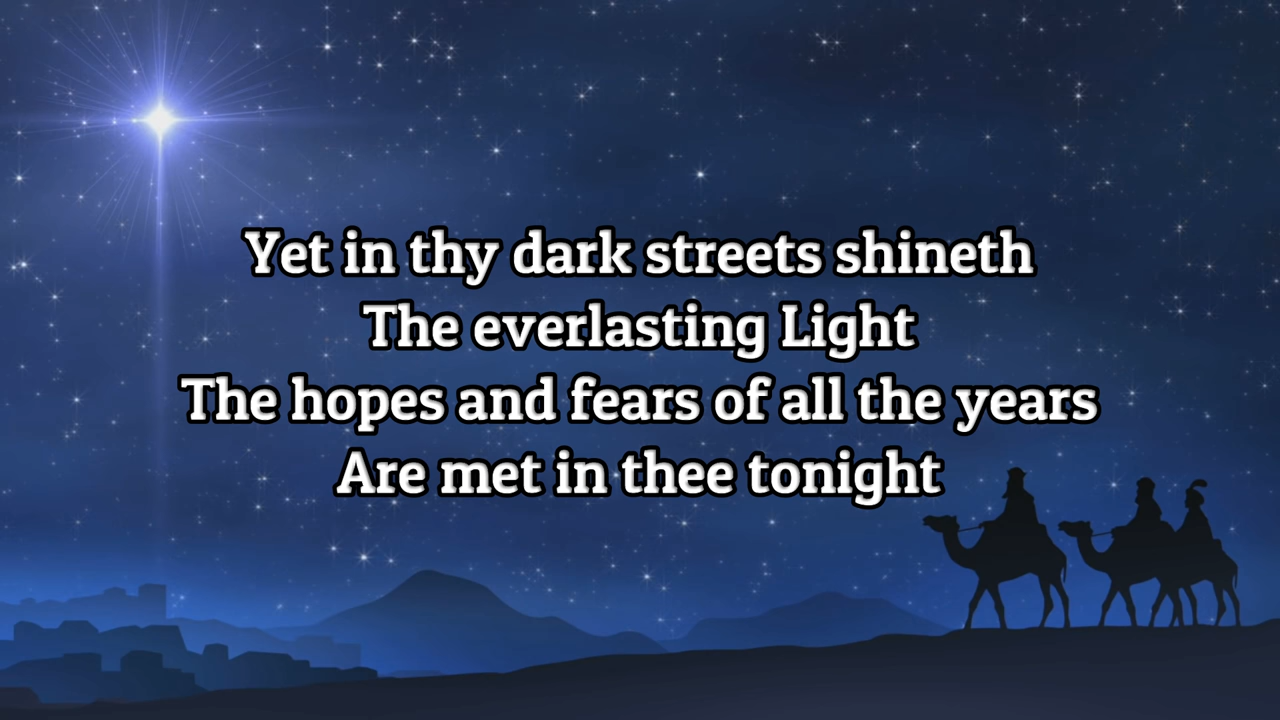 Yet in thy dark streets shineth
The everlasting Light
The hopes and fears of all the years
Are met in thee tonight